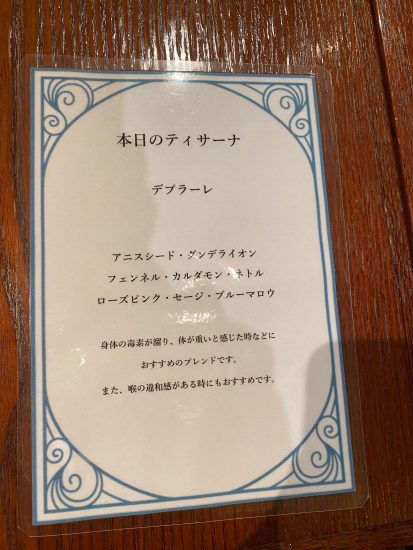 本日のティサーナ
デプラーレ
アニスシード・ダンデライオン
フェンネル・カルダモン・ネトル
ローズピンク・セージ・ブルーマロウ
身体の毒素が溜り、体が重いと感じた時などに
おすすめのブレンドです。
また、喉の違和感がある時にもおすすめです。